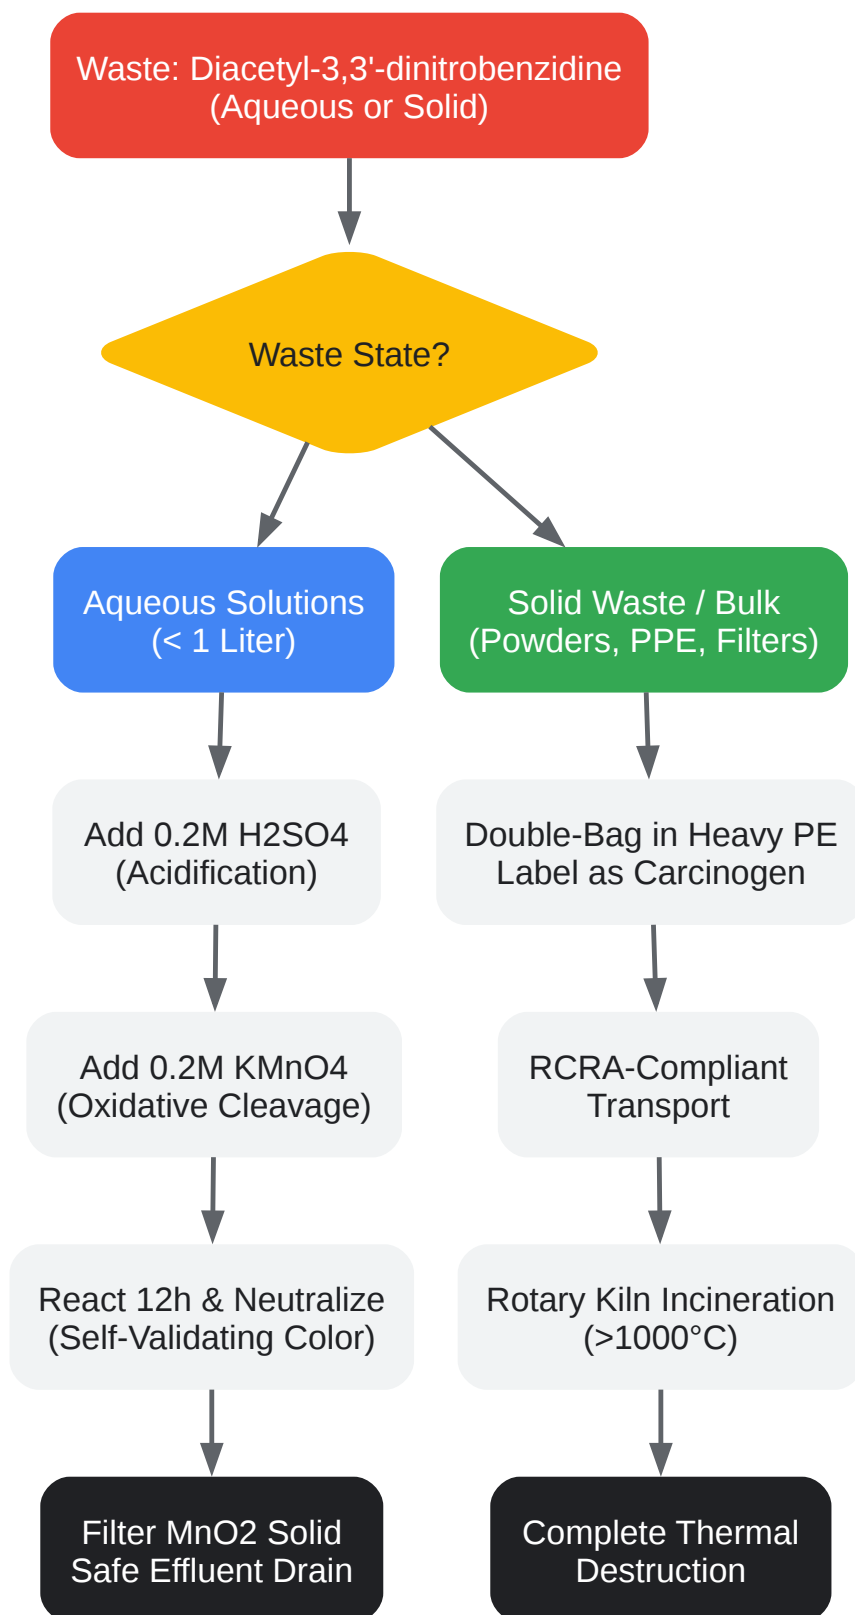 Waste: Diacetyl-3,3'-dinitrobenzidine
(Aqueous or Solid)
Waste State?
Aqueous Solutions
(< 1 Liter)
Solid Waste / Bulk
(Powders, PPE, Filters)
Add 0.2M H2SO4
(Acidification)
Double-Bag in Heavy PE
Label as Carcinogen
Add 0.2M KMnO4
(Oxidative Cleavage)
RCRA-Compliant
Transport
React 12h & Neutralize
(Self-Validating Color)
Rotary Kiln Incineration
(>1000°C)
Filter MnO2 Solid
Safe Effluent Drain
Complete Thermal
Destruction